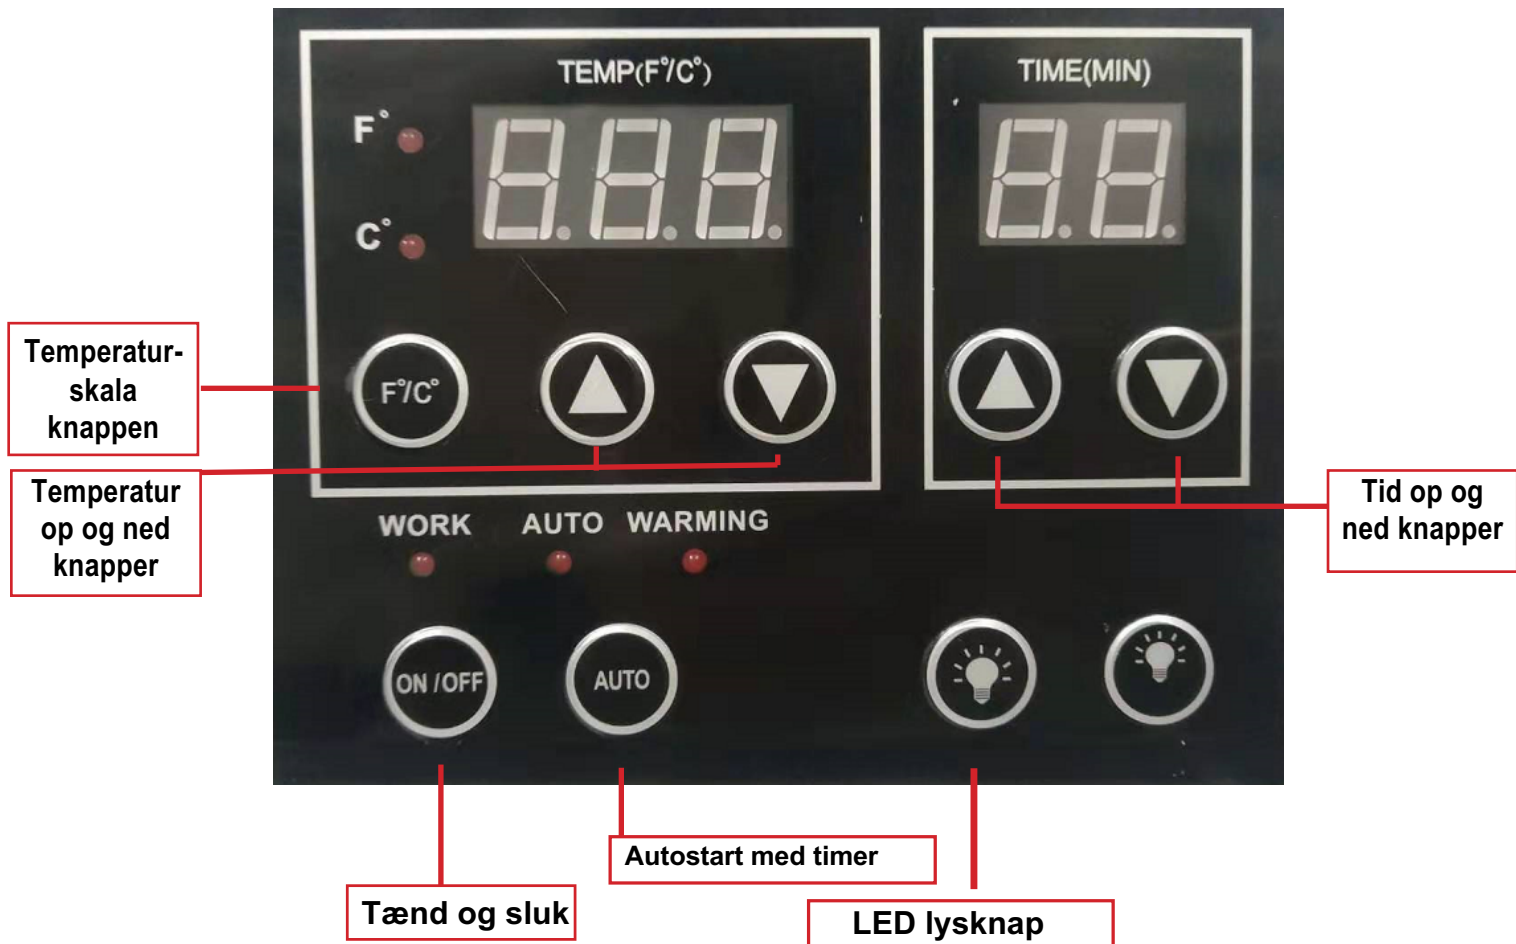 TEMP(F°/C°)
TIME(MIN)
F°
C°
Temperatur-
skala
knappen
F°/C°
Temperatur
op og ned
knapper
Tid op og
ned knapper
WORK AUTO WARMING
ON / OFF
AUTO
Autostart med timer
Tænd og sluk
LED lysknap